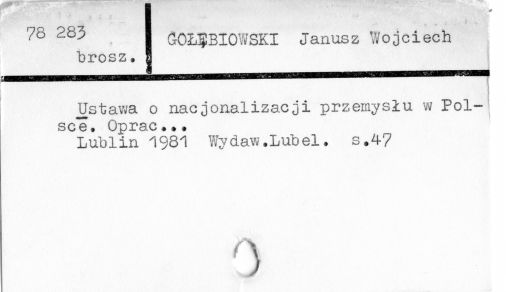 78 283
brosz.
GOŁĘBIOWSKI Janusz Wojciech
Ustawa o nacjonalizacji przemysłu w Pol-
sce. Oprac...
Lublin 1981 Wydaw.Lubel. s.47